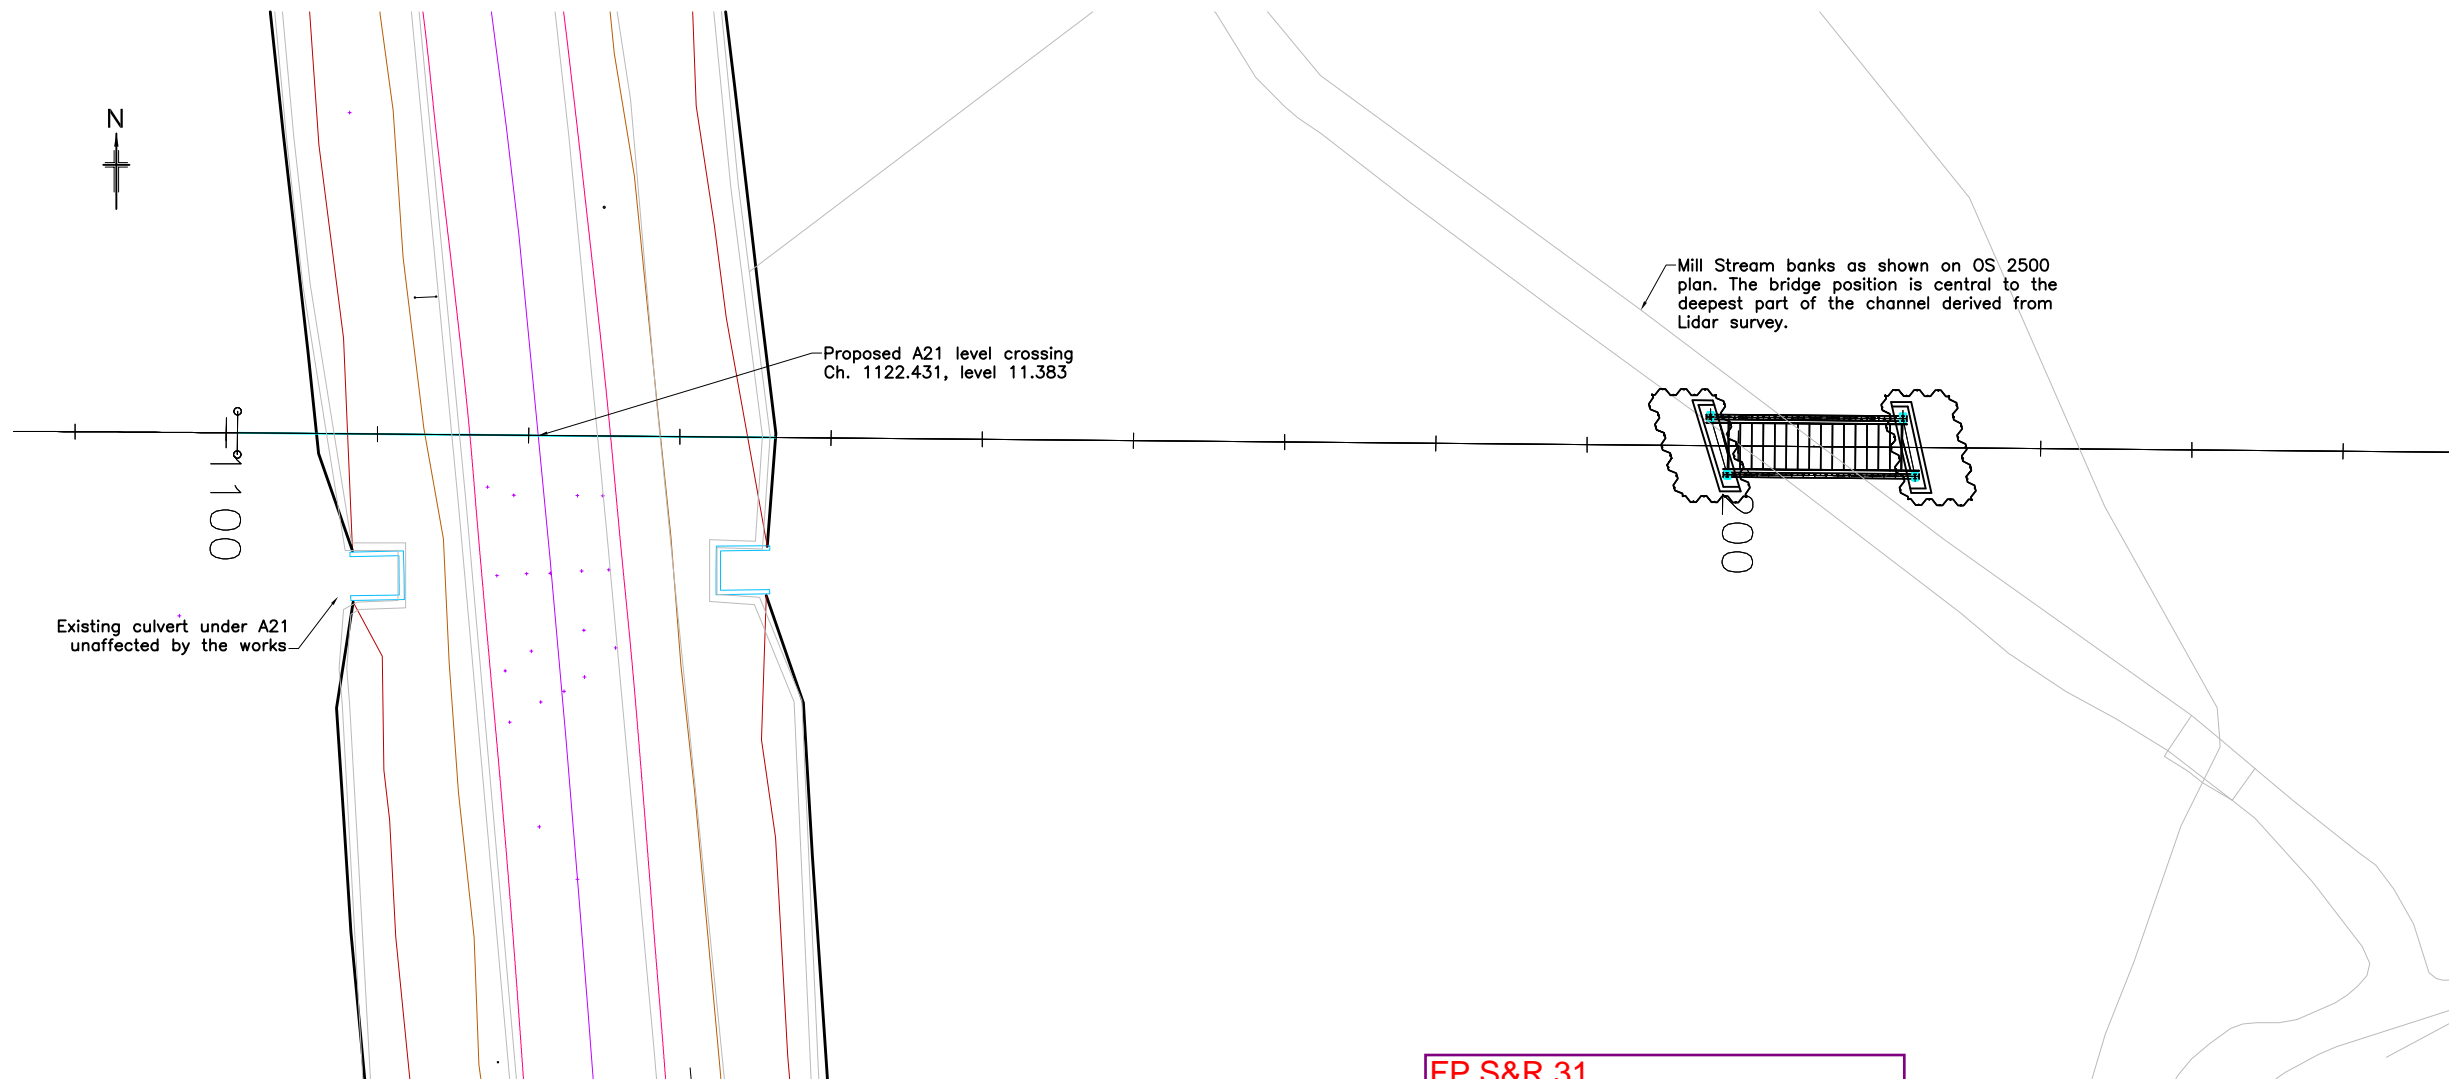 N
Mill Stream banks as shown on OS 2500
plan. The bridge position is central to the
deepest part of the channel derived from
Lidar survey.
Proposed A21 level crossing
Ch. 1122.431, level 11.383
1100
1200
Existing culvert under A21
unaffected by the works
FP S&R 31